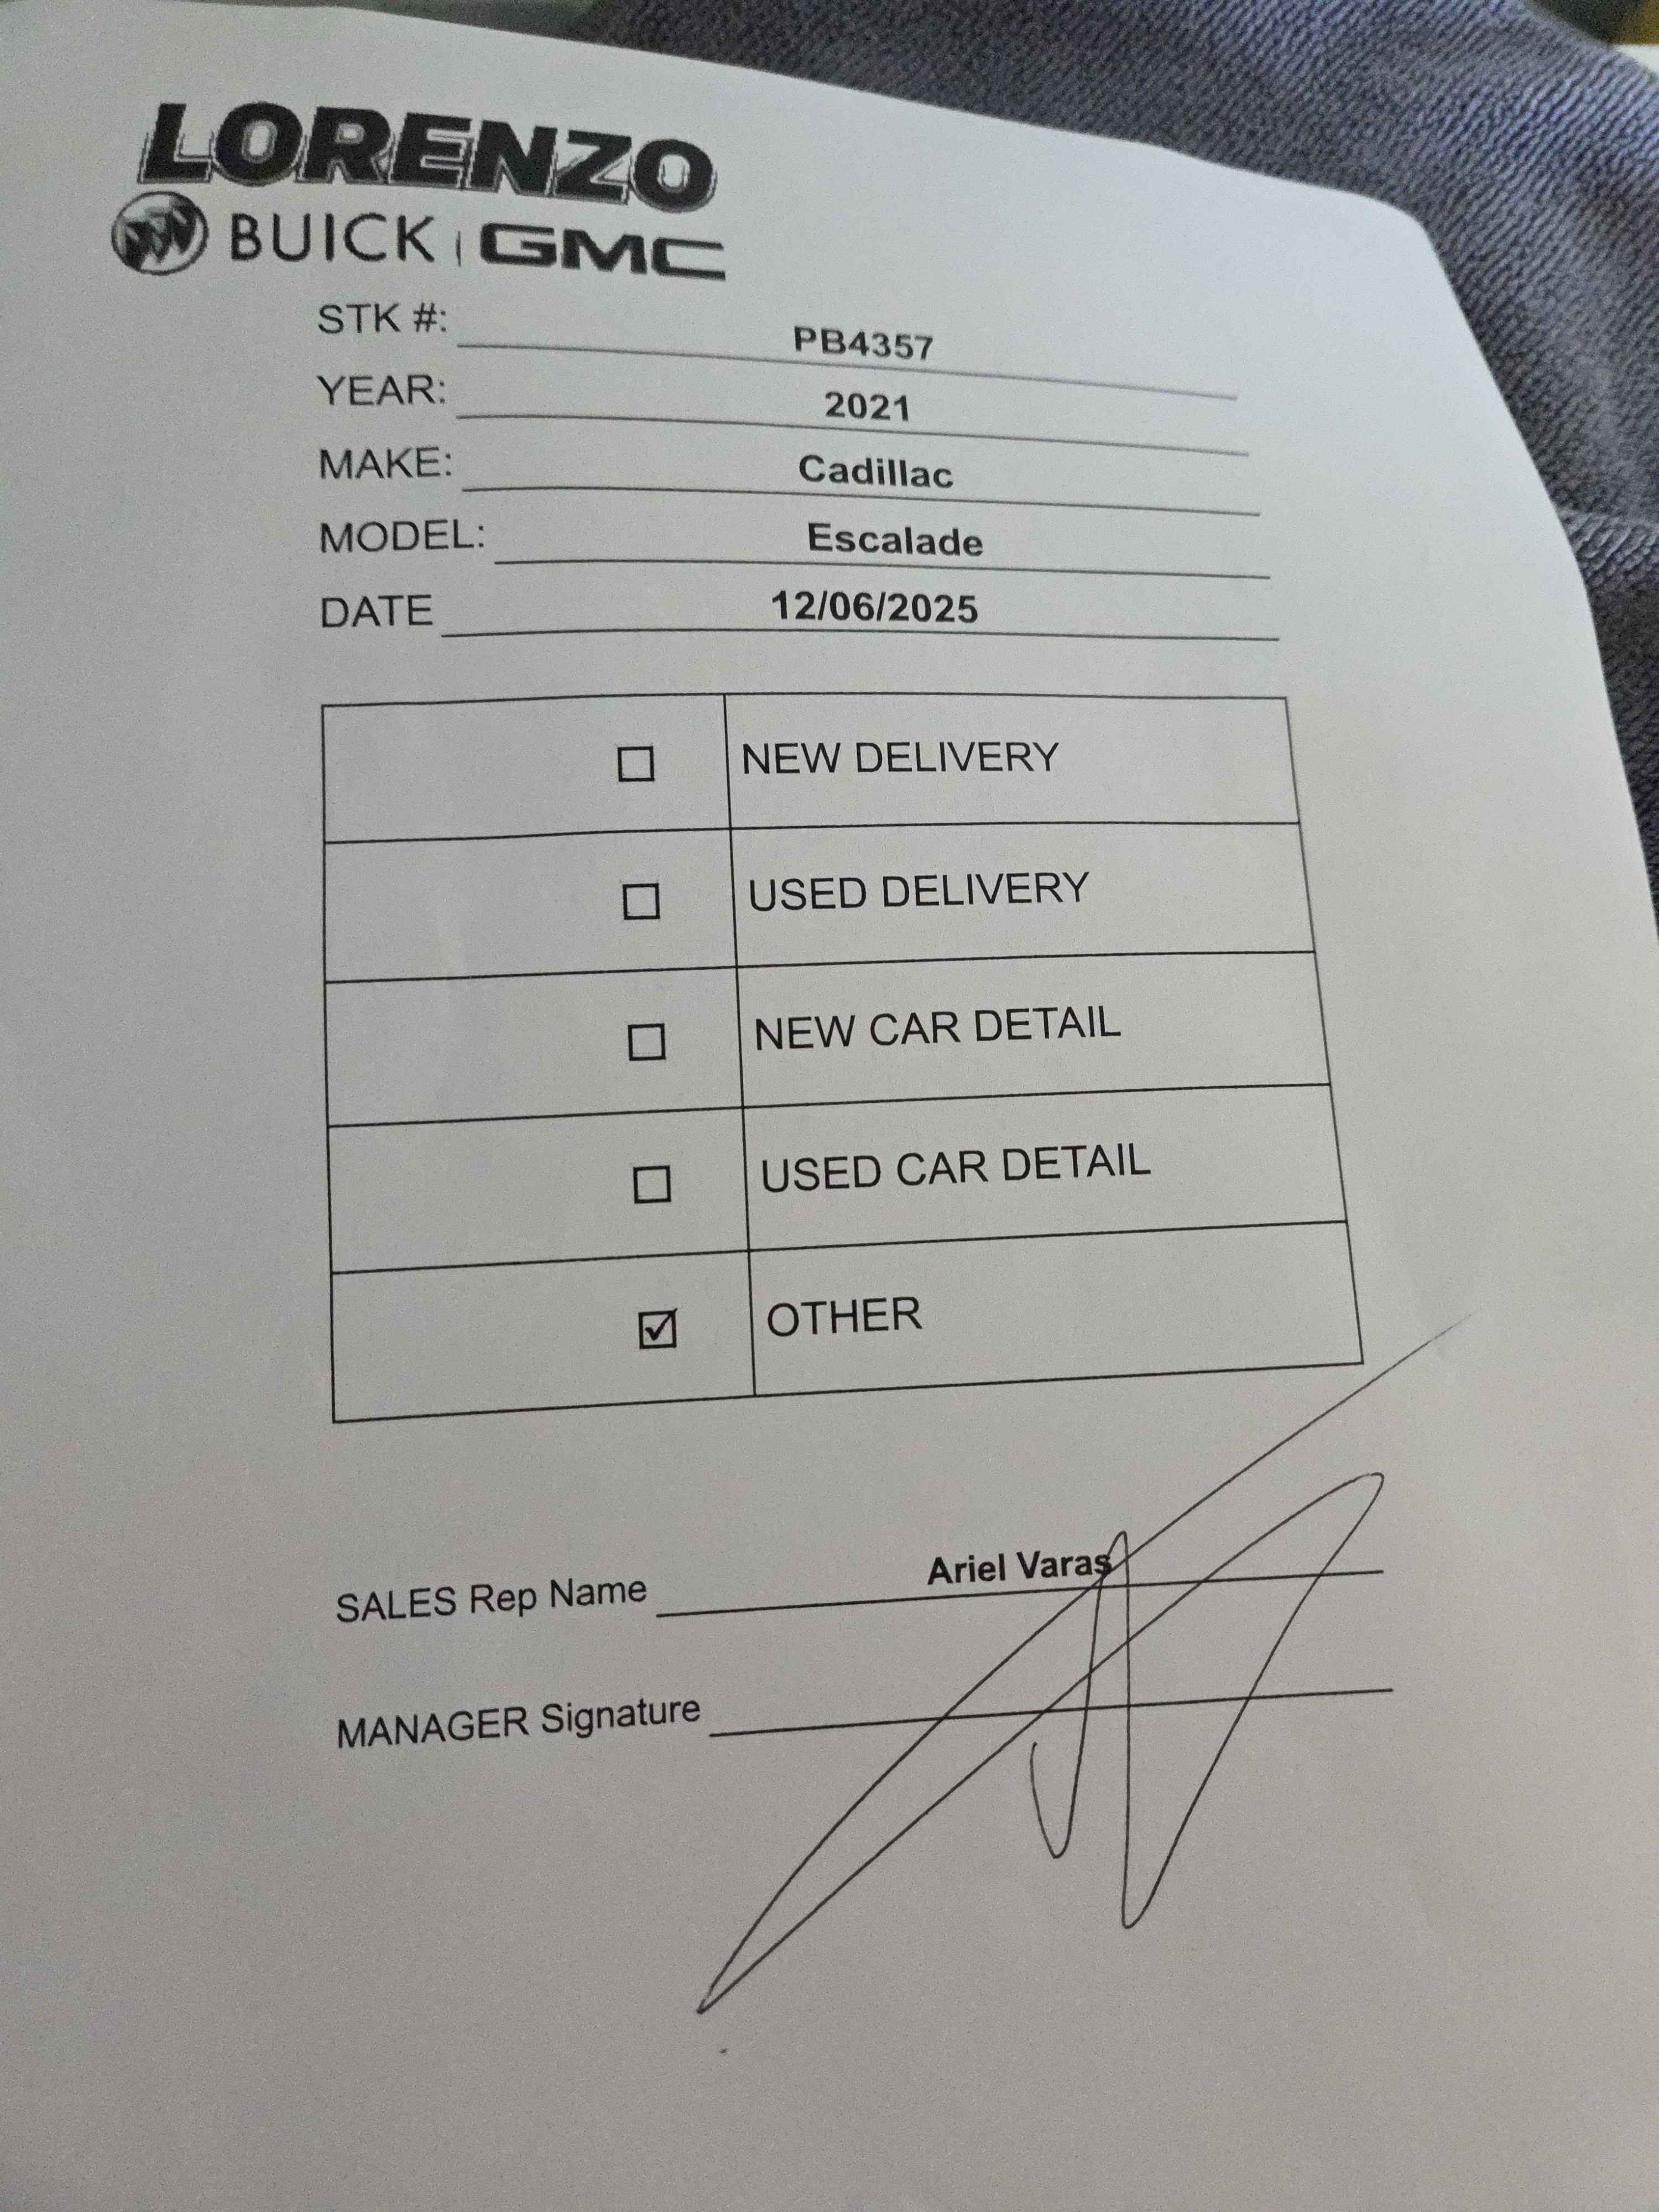 LORENZO
BUICK | GMC
STK #: PB4357
YEAR: 2021
MAKE: Cadillac
MODEL: Escalade
DATE 12/06/2025
☐ NEW DELIVERY
☐ USED DELIVERY
☐ NEW CAR DETAIL
☐ USED CAR DETAIL
☑ OTHER
SALES Rep Name Ariel Varas
MANAGER Signature